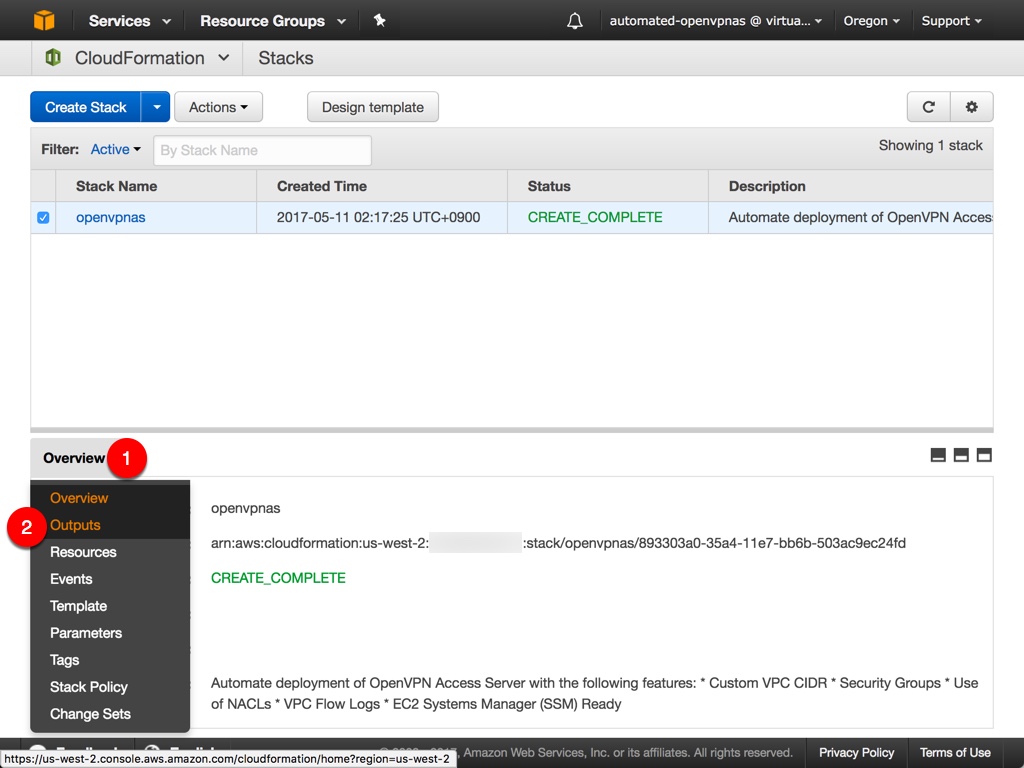 Services Resource Groups automated-openvpnas @ virtua... Oregon Support
CloudFormation Stacks
Create Stack Actions Design template
Filter: Active By Stack Name Showing 1 stack
Stack Name Created Time Status Description
openvpnas 2017-05-11 02:17:25 UTC+0900 CREATE_COMPLETE Automate deployment of OpenVPN Acces
Overview 1
Overview
2 Outputs
Resources
Events
Template
Parameters
Tags
Stack Policy
Change Sets
openvpnas
arn:aws:cloudformation:us-west-2: :stack/openvpnas/893303a0-35a4-11e7-bb6b-503ac9ec24fd
CREATE_COMPLETE
Automate deployment of OpenVPN Access Server with the following features: * Custom VPC CIDR * Security Groups * Use
of NACLs * VPC Flow Logs * EC2 Systems Manager (SSM) Ready
Amazon Web Services, Inc. or its affiliates. All rights reserved. Privacy Policy Terms of Use
https://us-west-2.console.aws.amazon.com/cloudformation/home?region=us-west-2